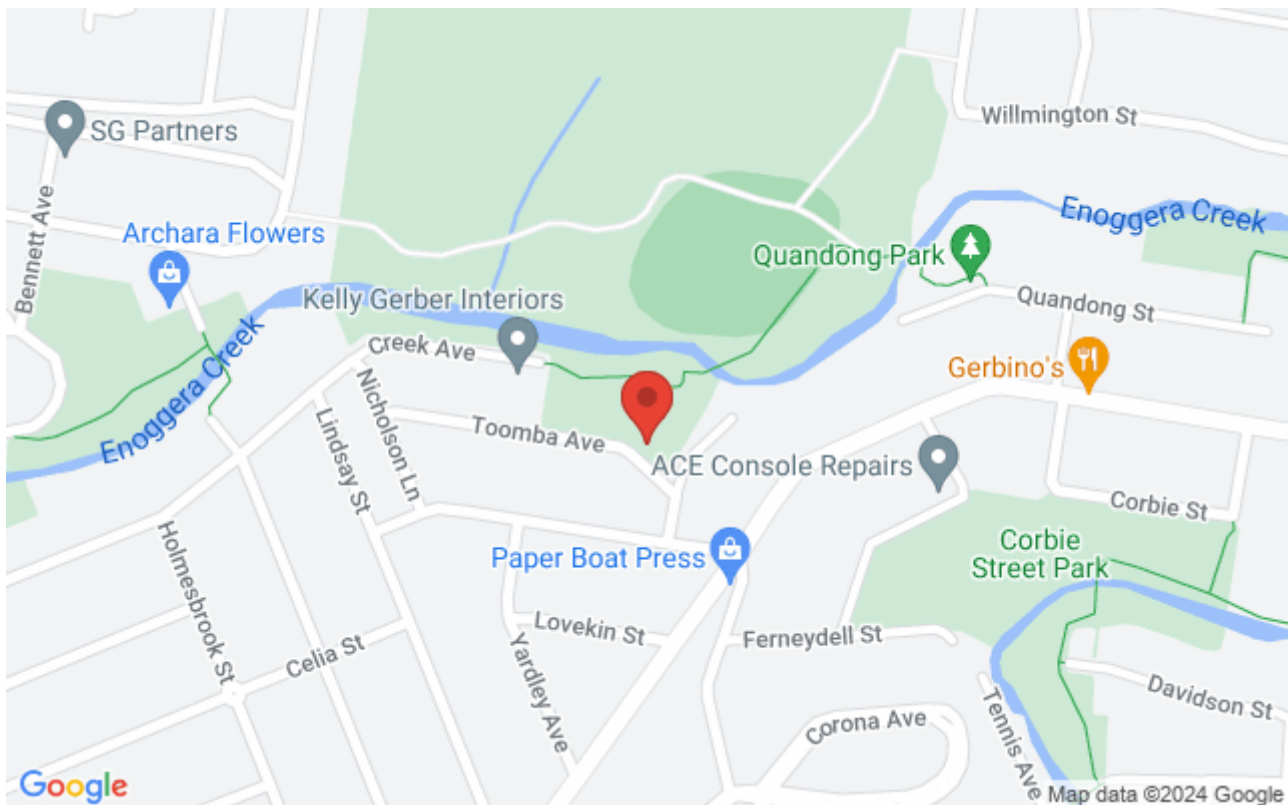 Willmington St
SG Partners
Bennett Ave
Archara Flowers
Enoggera Creek
Quandong Park
Kelly Gerber Interiors
Quandong St
Creek Ave
Enoggera Creek
Gerbino's
Nicholson Ln
Lindsay St
Toomba Ave
ACE Console Repairs
Corbie St
Holmesbrook St
Paper Boat Press
Corbie
Street Park
Lovekin St
Ferneydell St
Celia St
Yardley Ave
Davidson St
Corona Ave
Tennis Ave
Google
Map data ©2024 Google